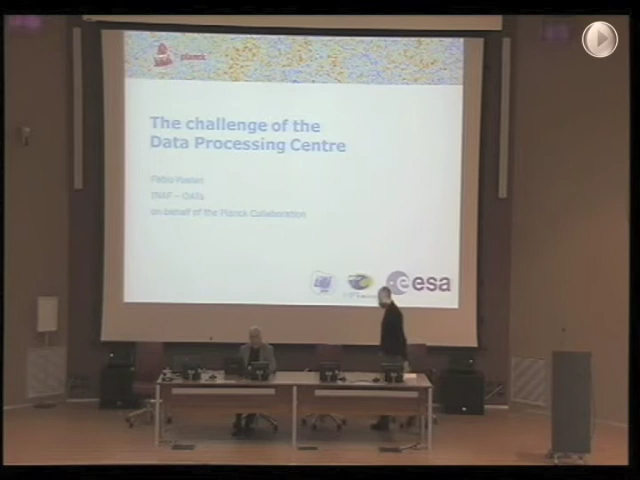 planck
The challenge of the
Data Processing Centre
Fabio Pasian
INAF - OATs
on behalf of the Planck Collaboration
esa